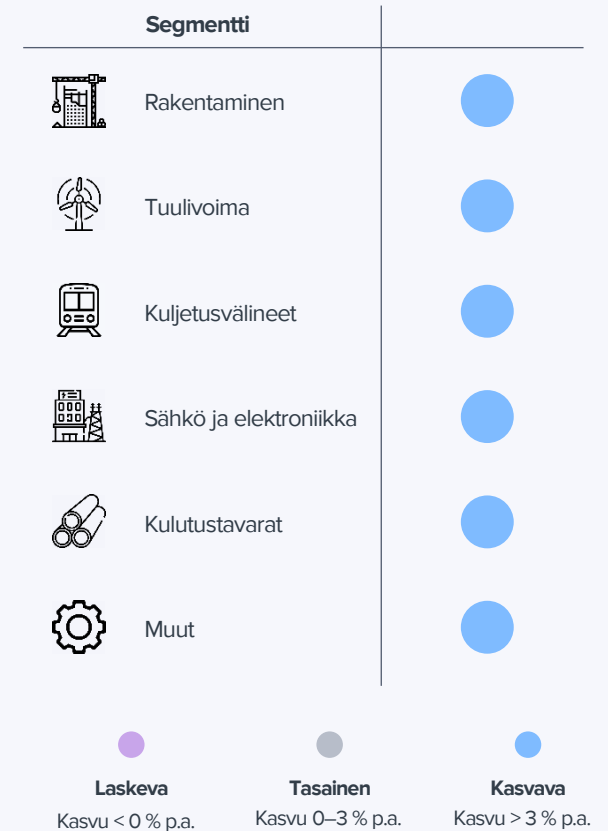 Segmentti
Rakentaminen
Tuulivoima
Kuljetusvälineet
Sähkö ja elektroniikka
Kulutustavarat
Muut
Laskeva
Kasvu < 0 % p.a.
Tasainen
Kasvu 0–3 % p.a.
Kasvava
Kasvu > 3 % p.a.